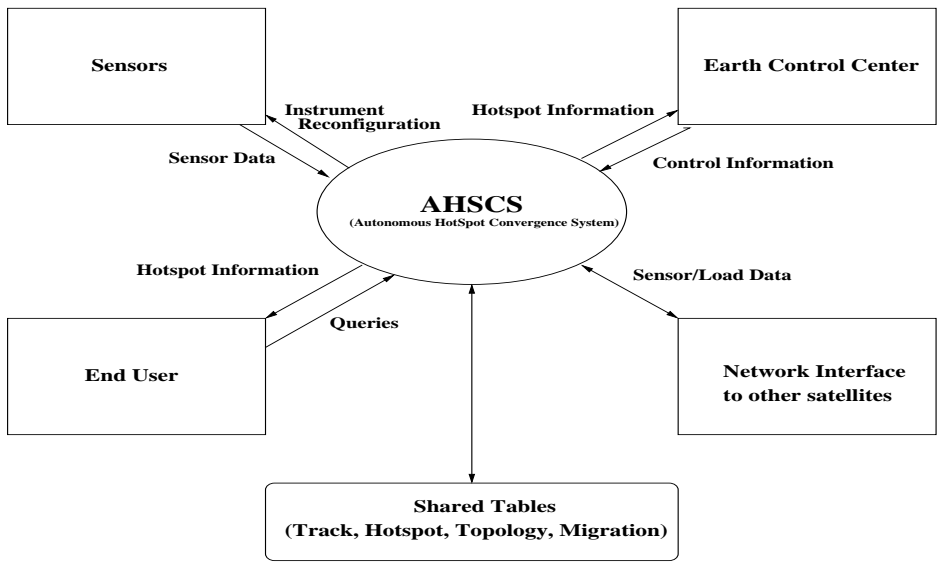 Sensors
Earth Control Center
Instrument
Reconfiguration
Hotspot Information
Sensor Data
Control Information
AHSCS
(Autonomous HotSpot Convergence System)
Hotspot Information
Sensor/Load Data
Queries
End User
Network Interface
to other satellites
Shared Tables
(Track, Hotspot, Topology, Migration)